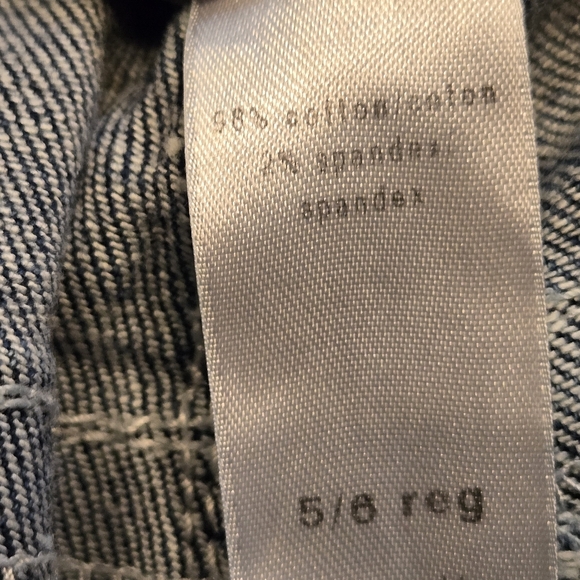 98% cotton/coton
2% spandex
spandex
5/6 reg